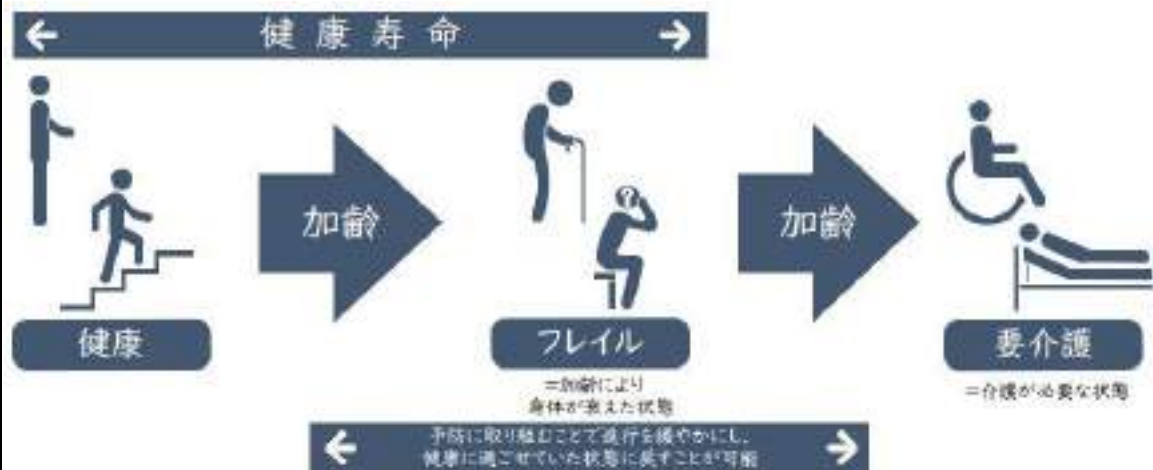 健康寿命
加齢
加齢
?
健康
フレイル
要介護
=加齢により
身体が衰えた状態
=介護が必要な状態
予防に取り組むことで進行を緩やかにし、
健康に過ごせていた状態に戻すことが可能